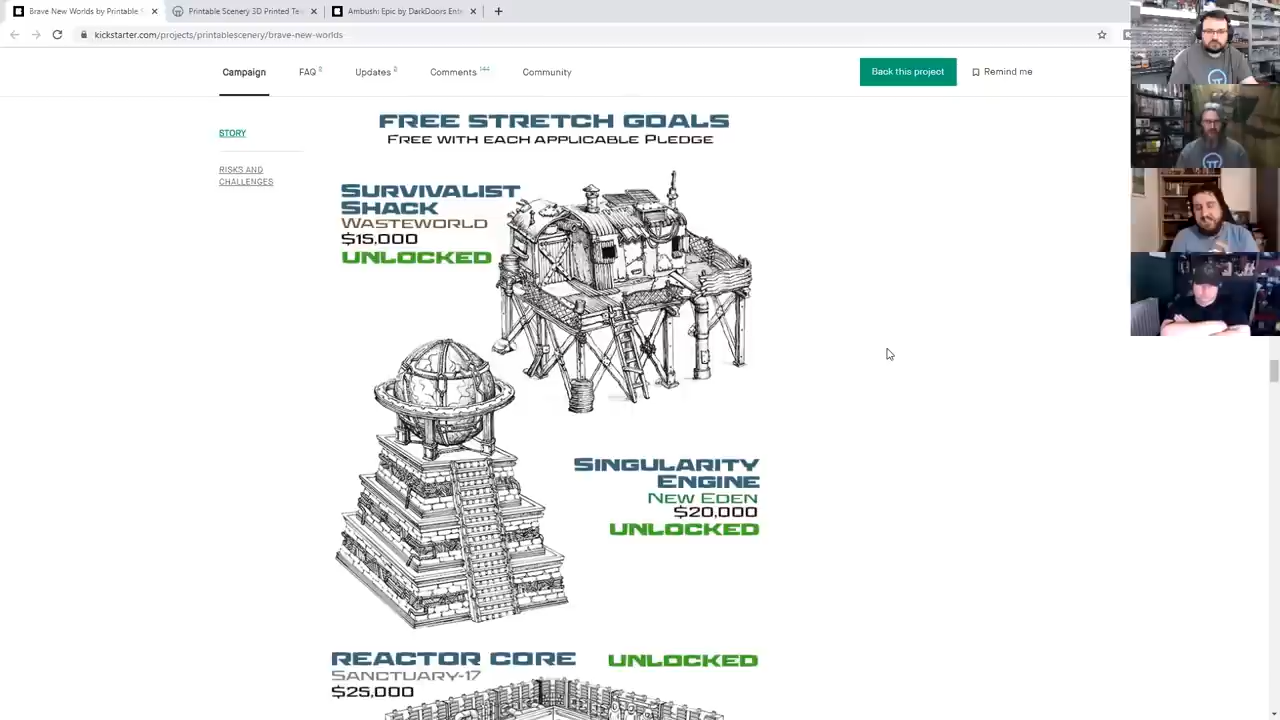 Brave New Worlds by Printable S
Printable Scenery 3D Printed Ta
Ambush: Epic by DarkDoors Ent
kickstarter.com/projects/printablescenery/brave-new-worlds
Campaign
FAQ 2
Updates 2
Comments 144
Community
Back this project
Remind me
STORY
RISKS AND
CHALLENGES
FREE STRETCH GOALS
FREE WITH EACH APPLICABLE PLEDGE
SURVIVALIST
SHACK
WASTEWORLD
$15,000
UNLOCKED
SINGULARITY
ENGINE
NEW EDEN
$20,000
UNLOCKED
REACTOR CORE
UNLOCKED
SANCTUARY-17
$25,000